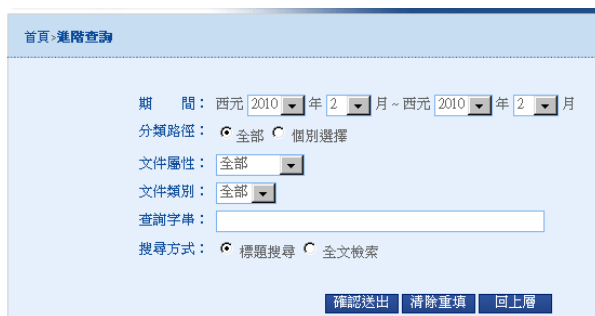 首頁>進階查詢
期 間： 西元 2010 年 2 月 ~ 西元 2010 年 2 月
分類路徑： 全部 個別選擇
文件屬性： 全部
文件類別： 全部
查詢字串：
搜尋方式： 標題搜尋 全文檢索
確認送出 清除重填 回上層